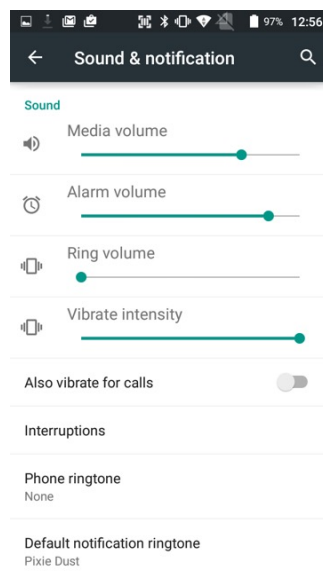 97% 12:56
Sound & notification
Sound
Media volume
Alarm volume
Ring volume
Vibrate intensity
Also vibrate for calls
Interruptions
Phone ringtone
None
Default notification ringtone
Pixie Dust